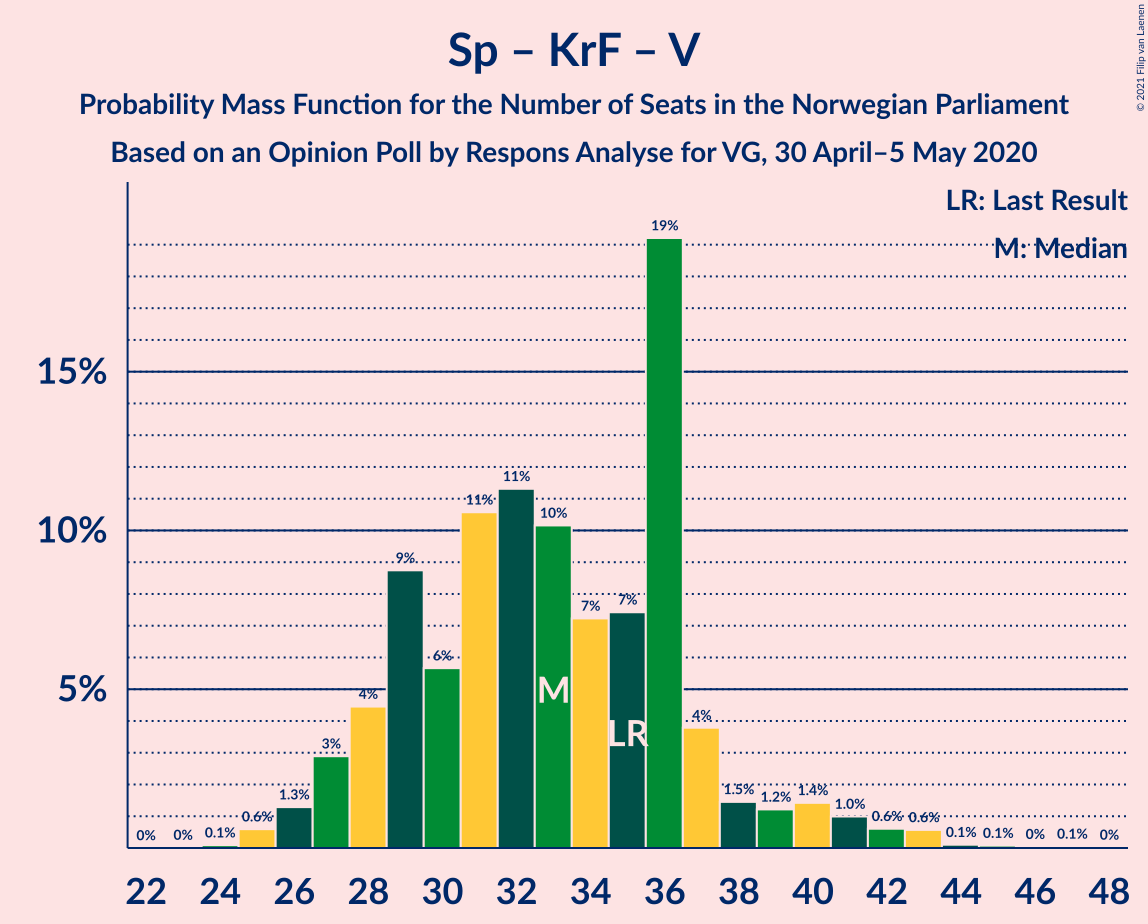 Sp – KrF – V
Probability Mass Function for the Number of Seats in the Norwegian Parliament
Based on an Opinion Poll by Respons Analyse for VG, 30 April–5 May 2020
© 2021 Filip van Laenen
LR: Last Result
M: Median
15%
10%
5%
0% 0% 0.1% 0.6% 1.3% 3% 4% 9% 6% 11% 11% 10% 7% 7% 19% 4% 1.5% 1.2% 1.4% 1.0% 0.6% 0.6% 0.1% 0.1% 0% 0.1% 0%
M
LR
22 24 26 28 30 32 34 36 38 40 42 44 46 48